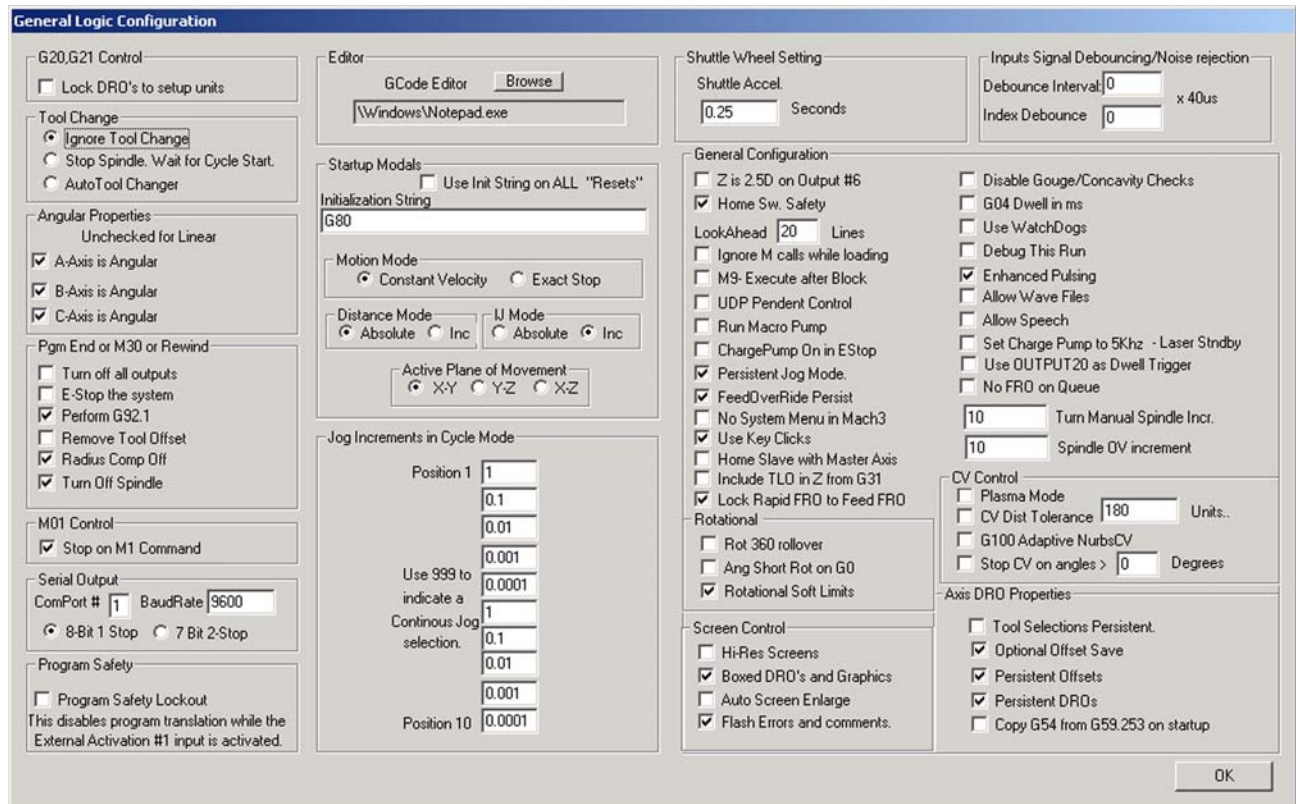 General Logic Configuration
G20,G21 Control
Lock DRO's to setup units
Tool Change
Ignore Tool Change
Stop Spindle. Wait for Cycle Start.
AutoTool Changer
Angular Properties
Unchecked for Linear
A-Axis is Angular
B-Axis is Angular
C-Axis is Angular
Pgm End or M30 or Rewind
Turn off all outputs
E-Stop the system
Perform G92.1
Remove Tool Offset
Radius Comp Off
Turn Off Spindle
M01 Control
Stop on M1 Command
Serial Output
ComPort # 1 BaudRate 9600
8-Bit 1 Stop 7 Bit 2-Stop
Program Safety
Program Safety Lockout
This disables program translation while the
External Activation #1 input is activated.
Editor
GCode Editor Browse
\Windows\Notepad.exe
Startup Modals
Use Init String on ALL "Resets"
Initialization String
G80
Motion Mode
Constant Velocity Exact Stop
Distance Mode
Absolute Inc
IJ Mode
Absolute Inc
Active Plane of Movement
X-Y Y-Z X-Z
Jog Increments in Cycle Mode
Position 1 1
0.1
0.01
0.001
Use 999 to
indicate a
Continous Jog
selection.
0.0001
1
0.1
0.01
0.001
Position 10 0.0001
Shuttle Wheel Setting
Shuttle Accel.
0.25 Seconds
Inputs Signal Debouncing/Noise rejection
Debounce Interval: 0
x 40us
Index Debounce 0
General Configuration
Z is 2.5D on Output #6
Home Sw. Safety
LookAhead 20 Lines
Ignore M calls while loading
M9- Execute after Block
UDP Pendent Control
Run Macro Pump
ChargePump On in EStop
Persistent Jog Mode.
FeedOverRide Persist
No System Menu in Mach3
Use Key Clicks
Home Slave with Master Axis
Include TLO in Z from G31
Lock Rapid FRO to Feed FRO
Disable Gouge/Concavity Checks
G04 Dwell in ms
Use WatchDogs
Debug This Run
Enhanced Pulsing
Allow Wave Files
Allow Speech
Set Charge Pump to 5Khz - Laser Stndby
Use OUTPUT20 as Dwell Trigger
No FRO on Queue
10 Turn Manual Spindle Incr.
10 Spindle OV increment
Rotational
Rot 360 rollover
Ang Short Rot on G0
Rotational Soft Limits
Screen Control
Hi-Res Screens
Boxed DRO's and Graphics
Auto Screen Enlarge
Flash Errors and comments.
CV Control
Plasma Mode
CV Dist Tolerance 180 Units..
G100 Adaptive NurbsCV
Stop CV on angles > 0 Degrees
Axis DRO Properties
Tool Selections Persistent.
Optional Offset Save
Persistent Offsets
Persistent DROs
Copy G54 from G59.253 on startup
OK